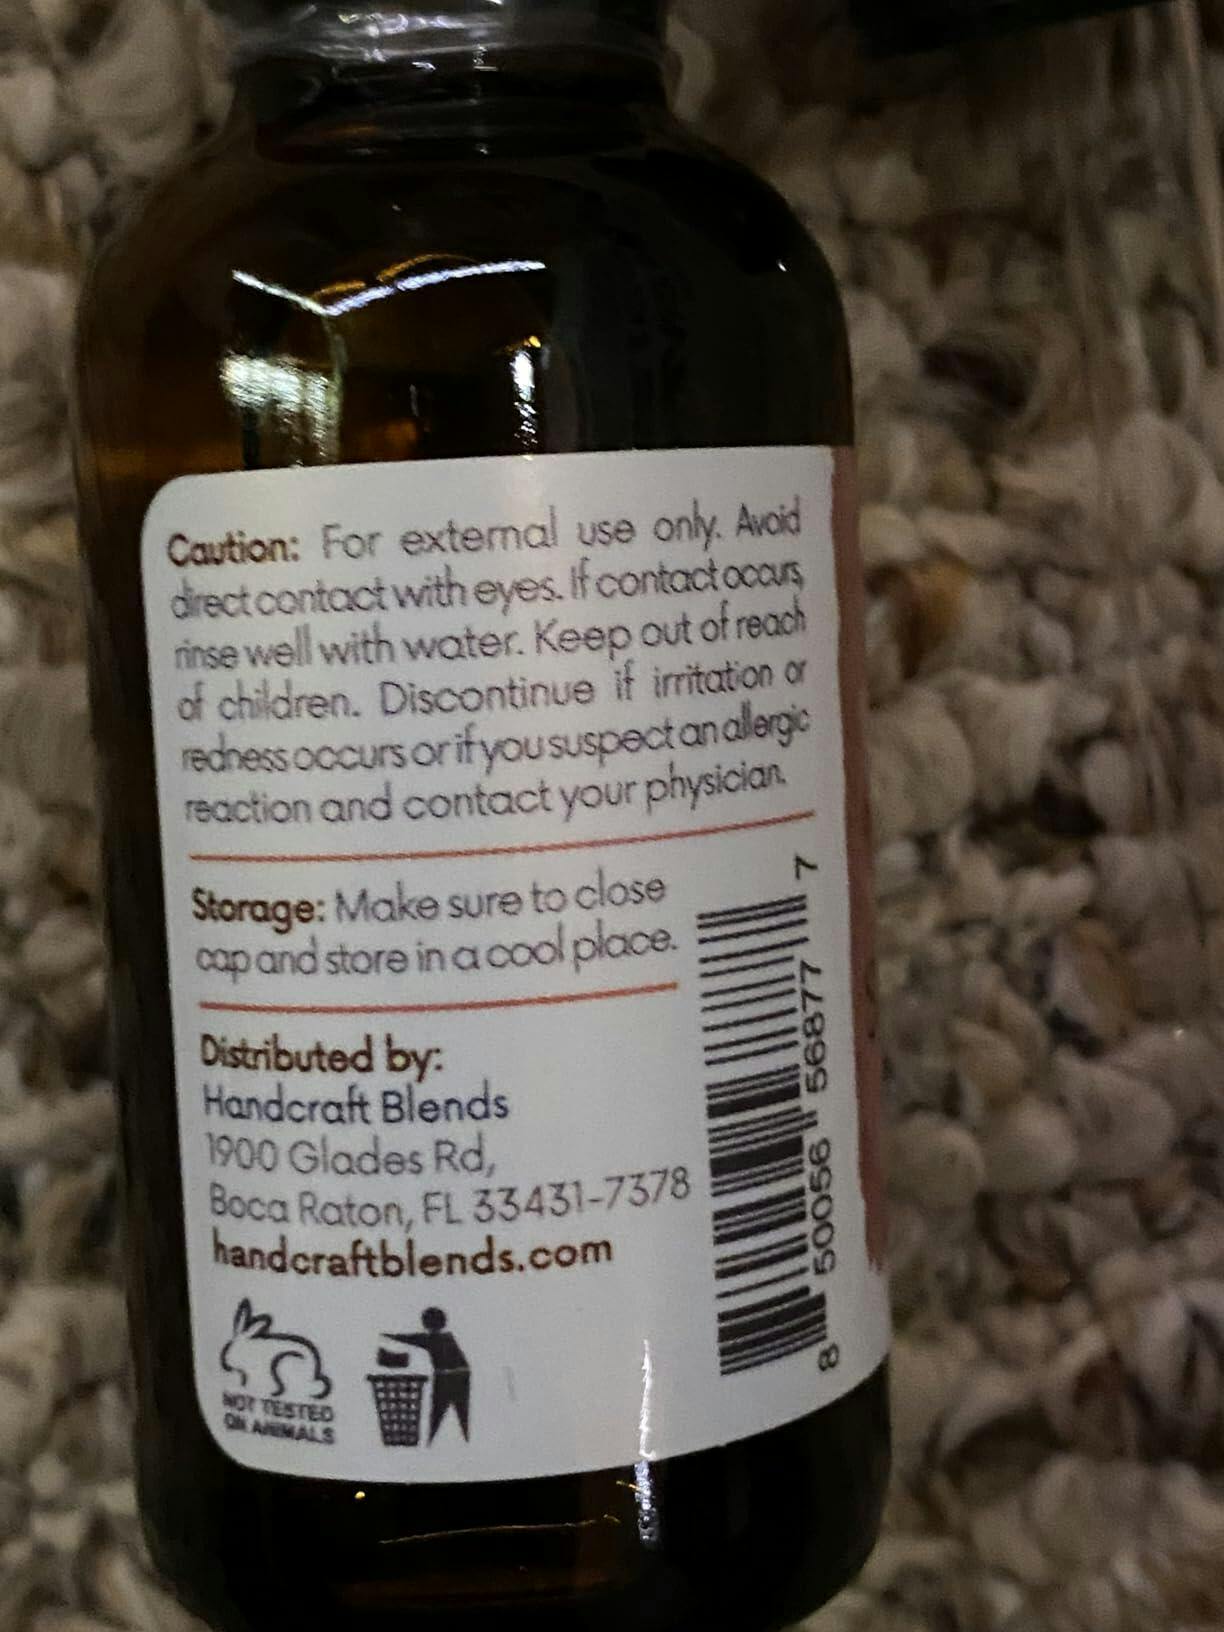 Caution: For external use only. Avoid
direct contact with eyes. If contact occurs,
rinse well with water. Keep out of reach
of children. Discontinue if irritation or
redness occurs or if you suspect an allergic
reaction and contact your physician.
Storage: Make sure to close
cap and store in a cool place.
Distributed by:
Handcraft Blends
1900 Glades Rd,
Boca Raton, FL 33431-7378
handcraftblends.com
NOT TESTED
ON ANIMALS
8 50056 56877 7